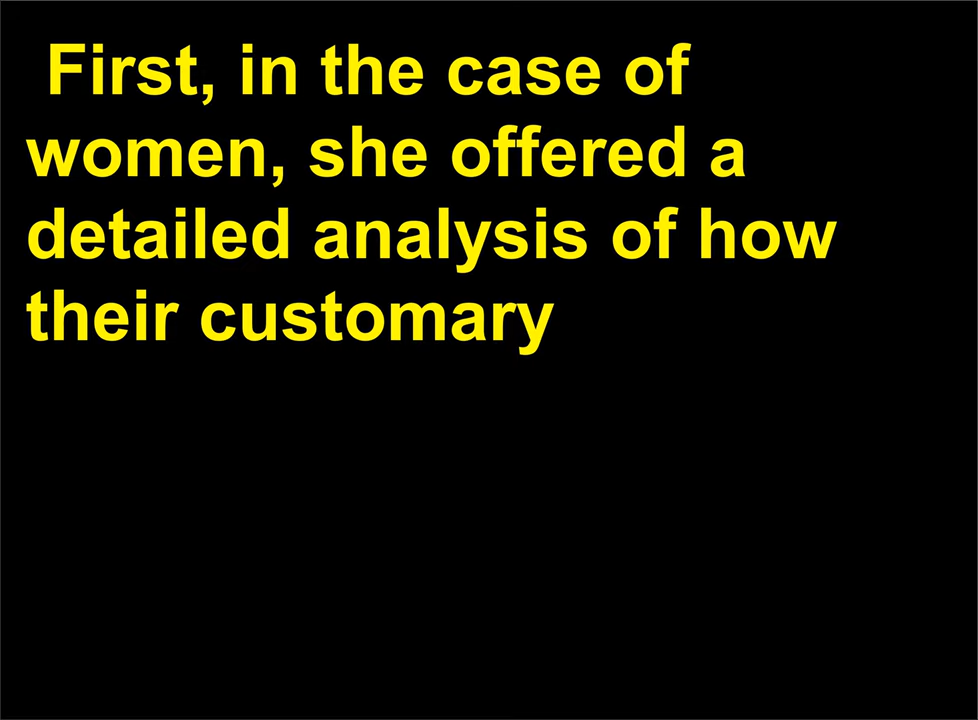 First, in the case of
women, she offered a
detailed analysis of how
their customary